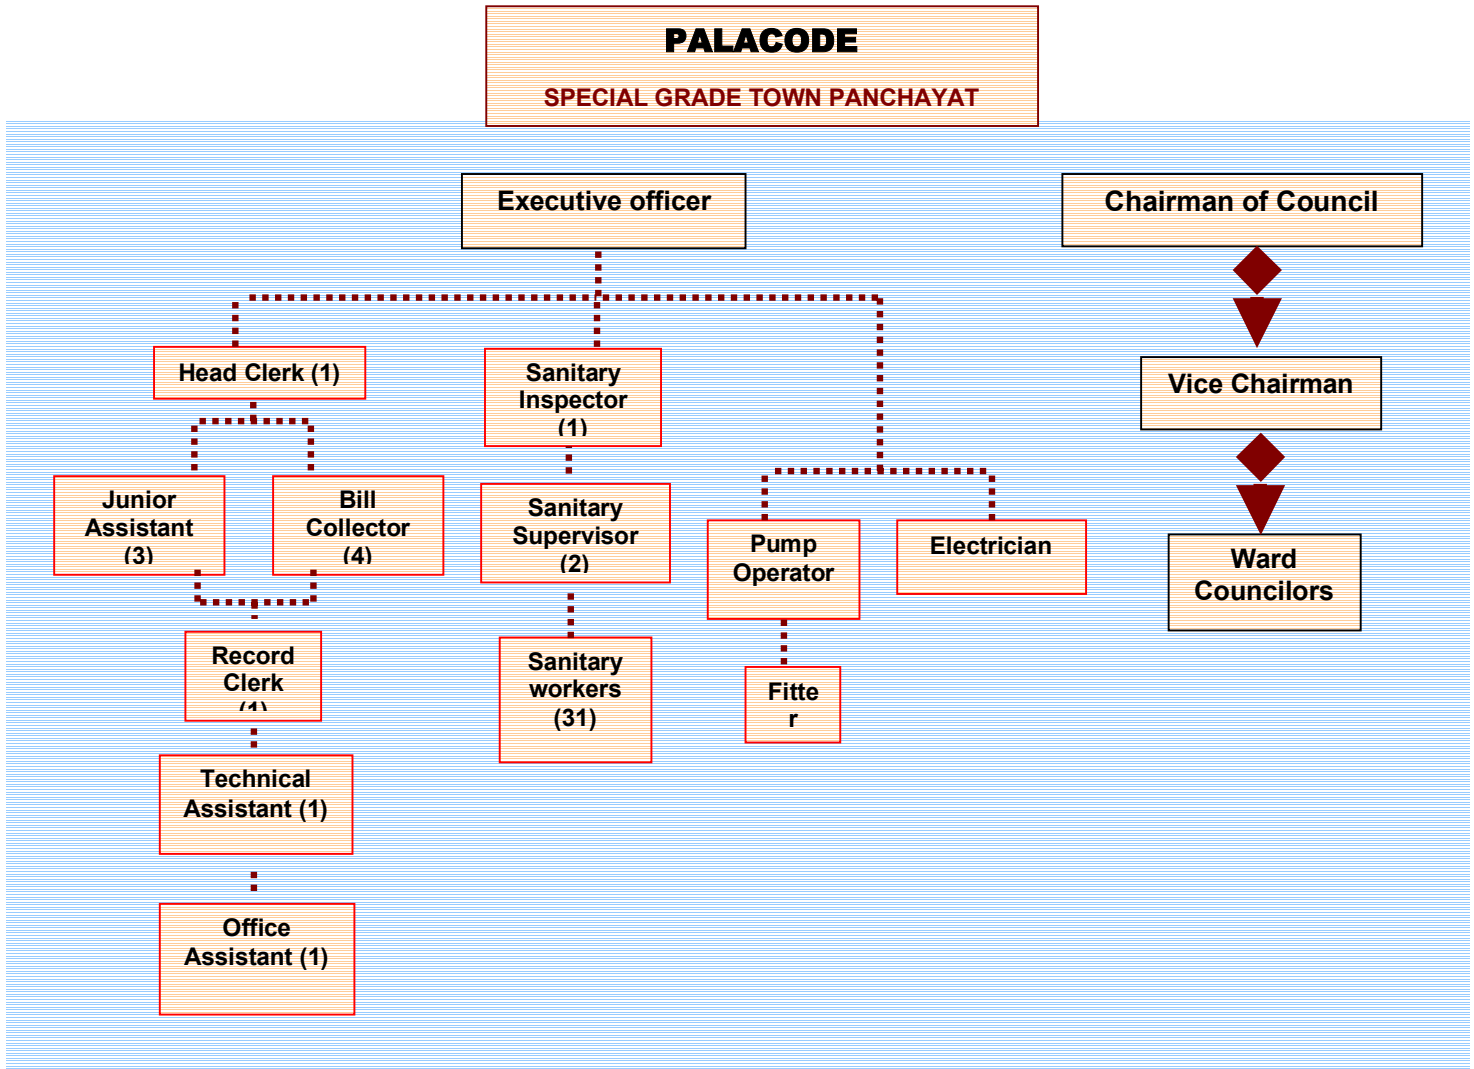 PALACODE
SPECIAL GRADE TOWN PANCHAYAT
Executive officer
Chairman of Council
Head Clerk (1)
Sanitary
Inspector
(1)
Vice Chairman
Junior
Assistant
(3)
Bill
Collector
(4)
Sanitary
Supervisor
(2)
Pump
Operator
Electrician
Ward
Councilors
Record
Clerk
(1)
Sanitary
workers
(31)
Fitte
r
Technical
Assistant (1)
Office
Assistant (1)